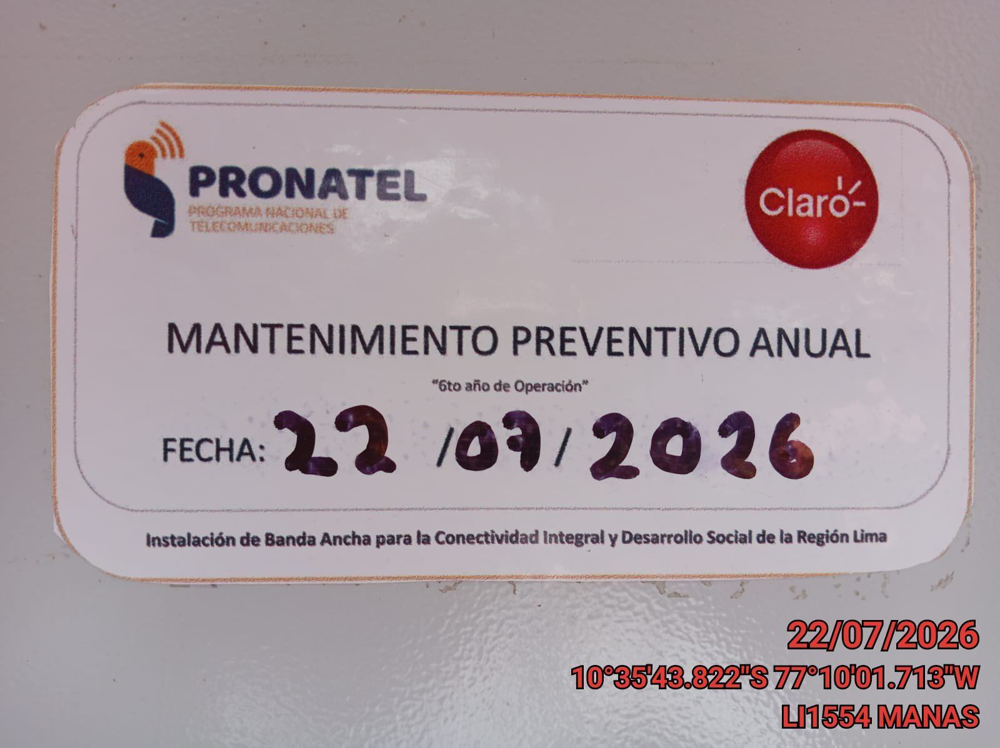 PRONATEL
PROGRAMA NACIONAL DE
TELECOMUNICACIONES
Claro
MANTENIMIENTO PREVENTIVO ANUAL
"6to año de Operación"
FECHA: 22 /07/ 2026
Instalación de Banda Ancha para la Conectividad Integral y Desarrollo Social de la Región Lima
22/07/2026
10°35'43.822"S 77°10'01.713"W
LI1554 MANAS